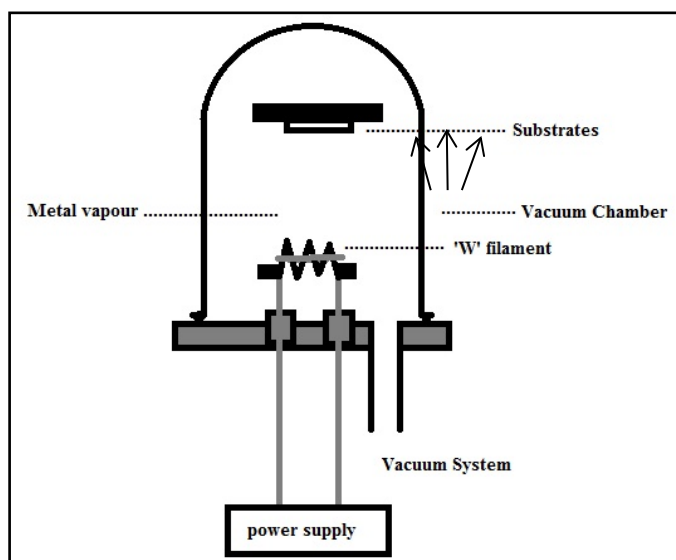 Substrates
Metal vapour
Vacuum Chamber
'W' filament
Vacuum System
power supply